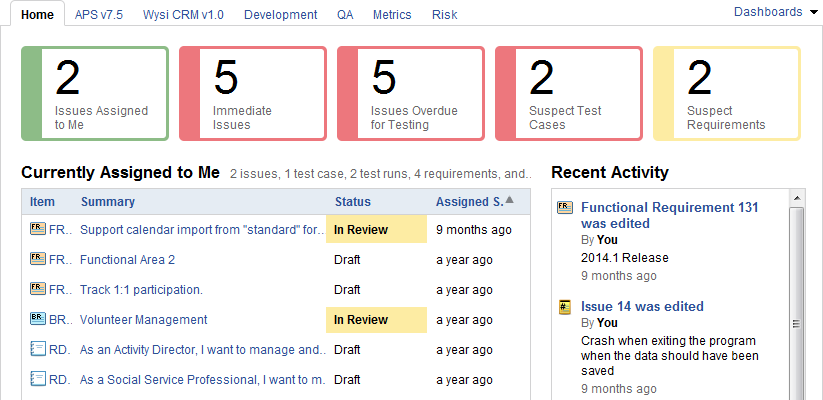 Home APS v7.5 Wysi CRM v1.0 Development QA Metrics Risk Dashboards
2
Issues Assigned
to Me
5
Immediate
Issues
5
Issues Overdue
for Testing
2
Suspect Test
Cases
2
Suspect
Requirements
Currently Assigned to Me 2 issues, 1 test case, 2 test runs, 4 requirements, and..
Item Summary Status Assigned S.
FR FR.. Support calendar import from "standard" for.. In Review 9 months ago
FR FR.. Functional Area 2 Draft a year ago
FR FR.. Track 1:1 participation. Draft a year ago
BR BR.. Volunteer Management In Review a year ago
RD. As an Activity Director, I want to manage and.. Draft a year ago
RD. As a Social Service Professional, I want to m.. Draft a year ago
Recent Activity
FR Functional Requirement 131
was edited
By You
2014.1 Release
9 months ago
# Issue 14 was edited
By You
Crash when exiting the program
when the data should have been
saved
9 months ago